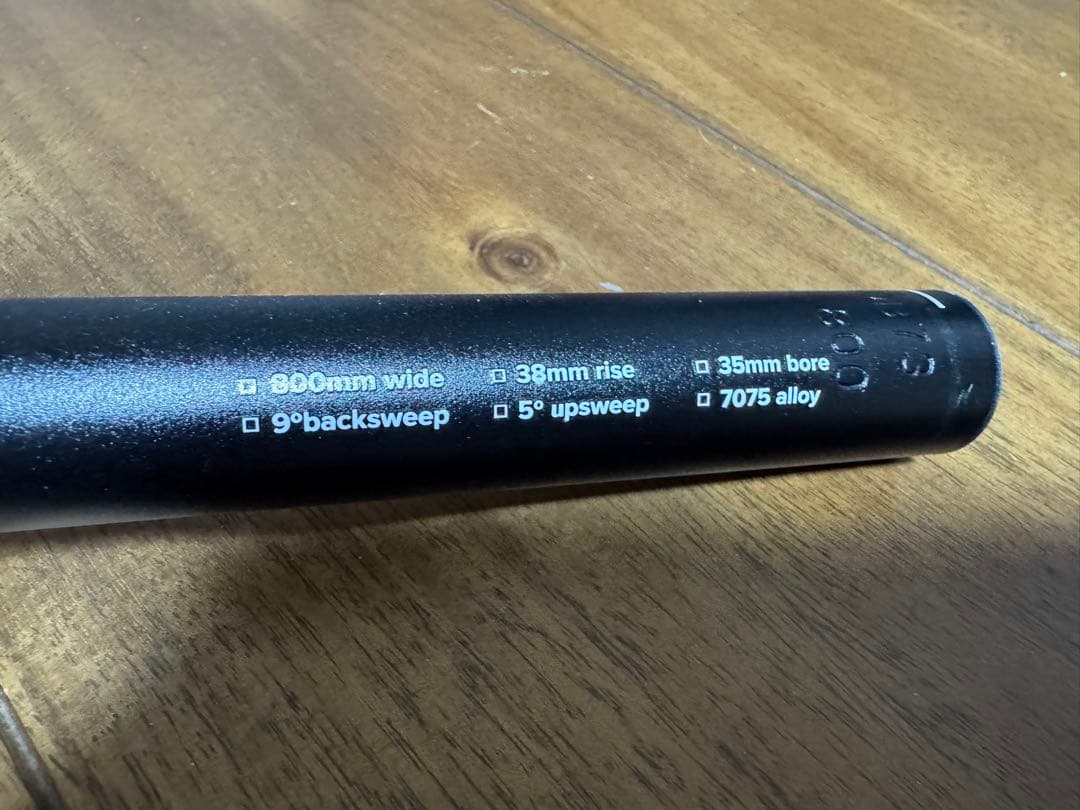 □ 800mm wide □ 38mm rise □ 35mm bore
□ 9°backsweep □ 5° upsweep □ 7075 alloy